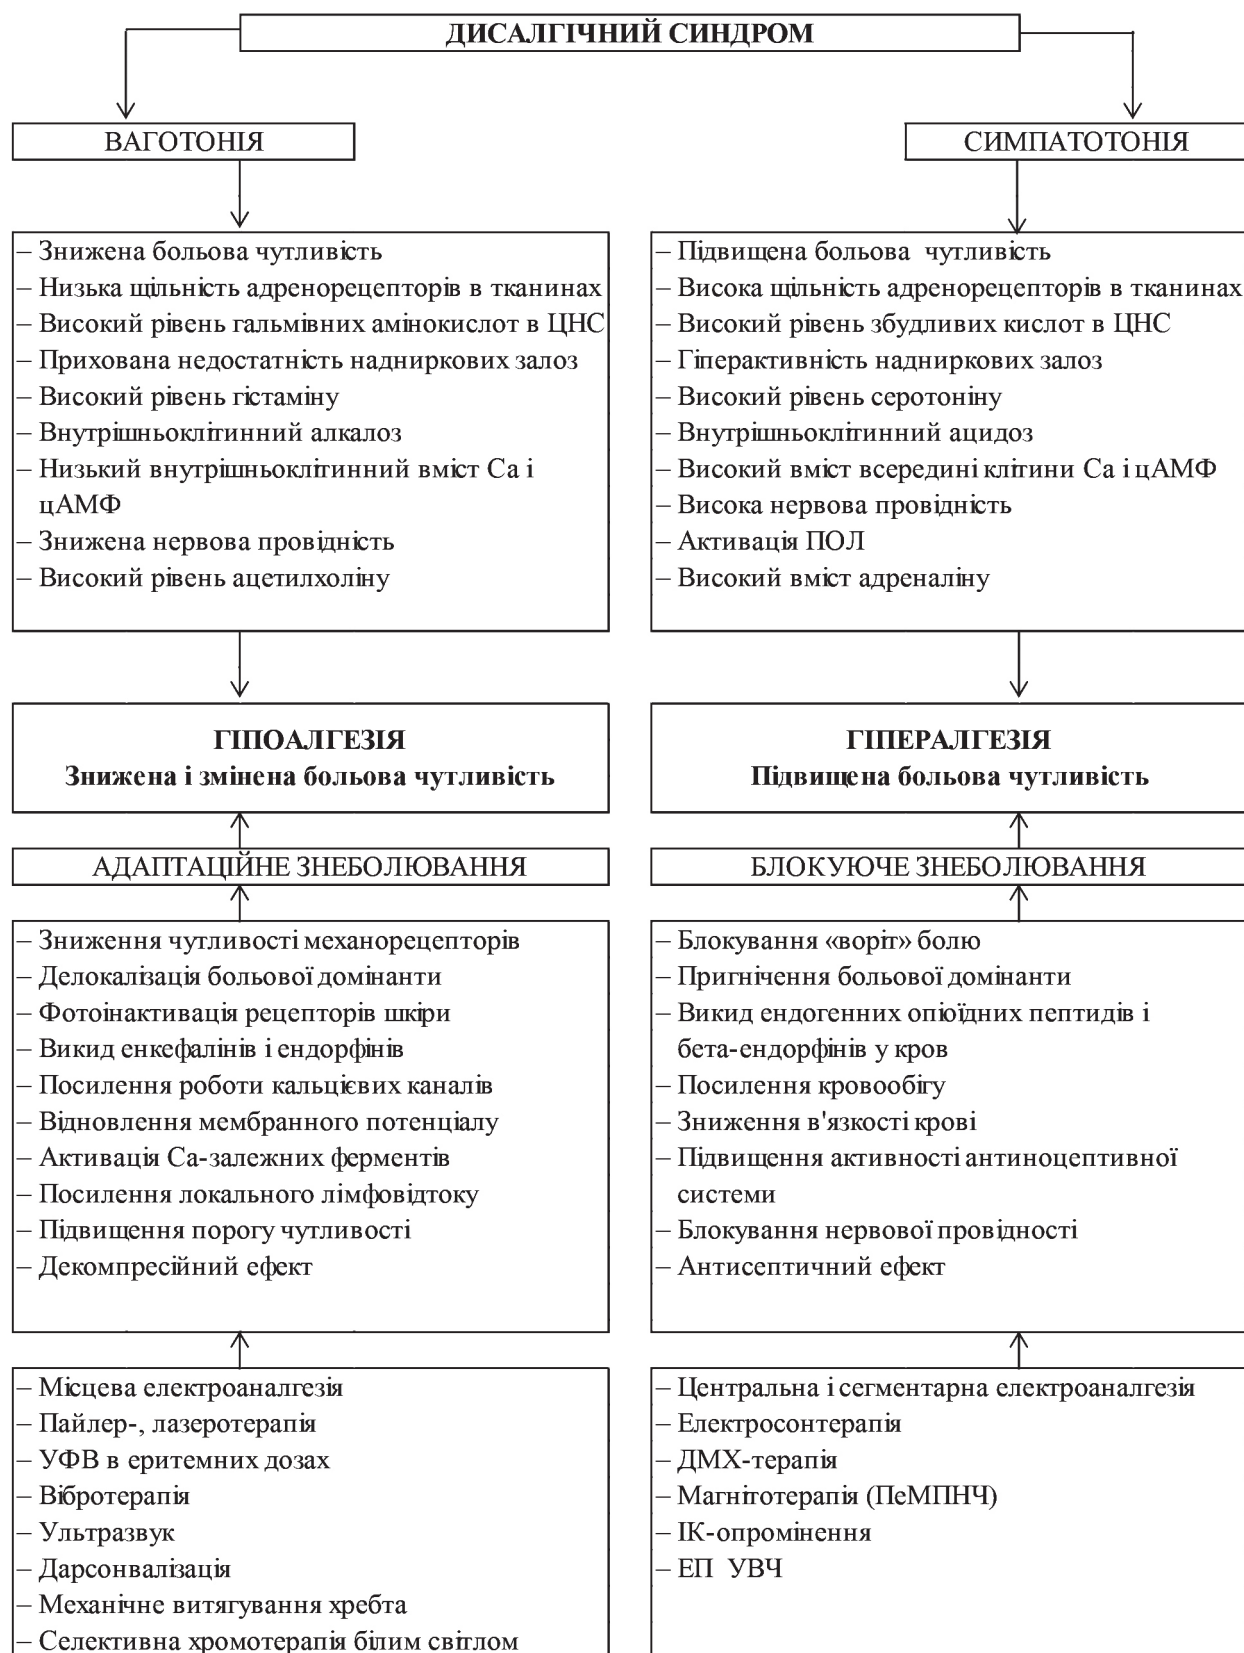 ДИСАЛГІЧНИЙ СИНДРОМ
ВАГОТОНІЯ
– Знижена больова чутливість
– Низька щільність адренорецепторів в тканинах
– Високий рівень гальмівних амінокислот в ЦНС
– Прихована недостатність надниркових залоз
– Високий рівень гістаміну
– Внутрішньоклітинний алкалоз
– Низький внутрішньоклітинний вміст Са і
цАМФ
– Знижена нервова провідність
– Високий рівень ацетилхоліну
ГІПОАЛГЕЗІЯ
Знижена і змінена больова чутливість
АДАПТАЦІЙНЕ ЗНЕБОЛЮВАННЯ
– Зниження чутливості механорецепторів
– Делокалізація больової домінанти
– Фотоінактивація рецепторів шкіри
– Викид енкефалінів і ендорфінів
– Посилення роботи кальцієвих каналів
– Відновлення мембранного потенціалу
– Активація Са-залежних ферментів
– Посилення локального лімфовідтоку
– Підвищення порогу чутливості
– Декомпресійний ефект
– Місцева електроаналгезія
– Пайлер-, лазеротерапія
– УФВ в еритемних дозах
– Вібротерапія
– Ультразвук
– Дарсонвалізація
– Механічне витягування хребта
– Селективна хромотерапія білим світлом
СИМПАТОТОНІЯ
– Підвищена больова чутливість
– Висока щільність адренорецепторів в тканинах
– Високий рівень збудливих кислот в ЦНС
– Гіперактивність надниркових залоз
– Високий рівень серотоніну
– Внутрішньоклітинний ацидоз
– Високий вміст всередині клітини Са і цАМФ
– Висока нервова провідність
– Активація ПОЛ
– Високий вміст адреналіну
ГІПЕРАЛГЕЗІЯ
Підвищена больова чутливість
БЛОКУЮЧЕ ЗНЕБОЛЮВАННЯ
– Блокування «воріт» болю
– Пригнічення больової домінанти
– Викид ендогенних опіоїдних пептидів і
бета-ендорфінів у кров
– Посилення кровообігу
– Зниження в'язкості крові
– Підвищення активності антиноцептивної
системи
– Блокування нервової провідності
– Антисептичний ефект
– Центральна і сегментарна електроаналгезія
– Електросонтерапія
– ДМХ-терапія
– Магнітотерапія (ПеМПНЧ)
– ІК-опромінення
– ЕП УВЧ